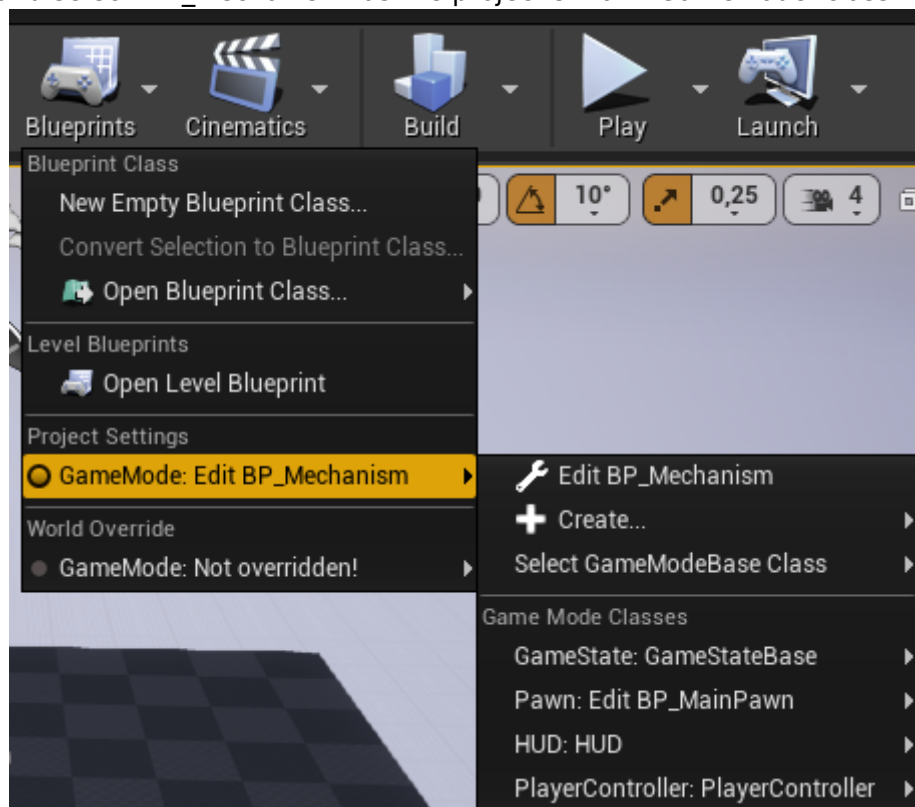 Blueprints Cinematics Build Play Launch
Blueprint Class
New Empty Blueprint Class...
10° 0,25 4
Convert Selection to Blueprint Class...
Open Blueprint Class...
Level Blueprints
Open Level Blueprint
Project Settings
GameMode: Edit BP_Mechanism
Edit BP_Mechanism
World Override
Create...
GameMode: Not overridden!
Select GameModeBase Class
Game Mode Classes
GameState: GameStateBase
Pawn: Edit BP_MainPawn
HUD: HUD
PlayerController: PlayerController